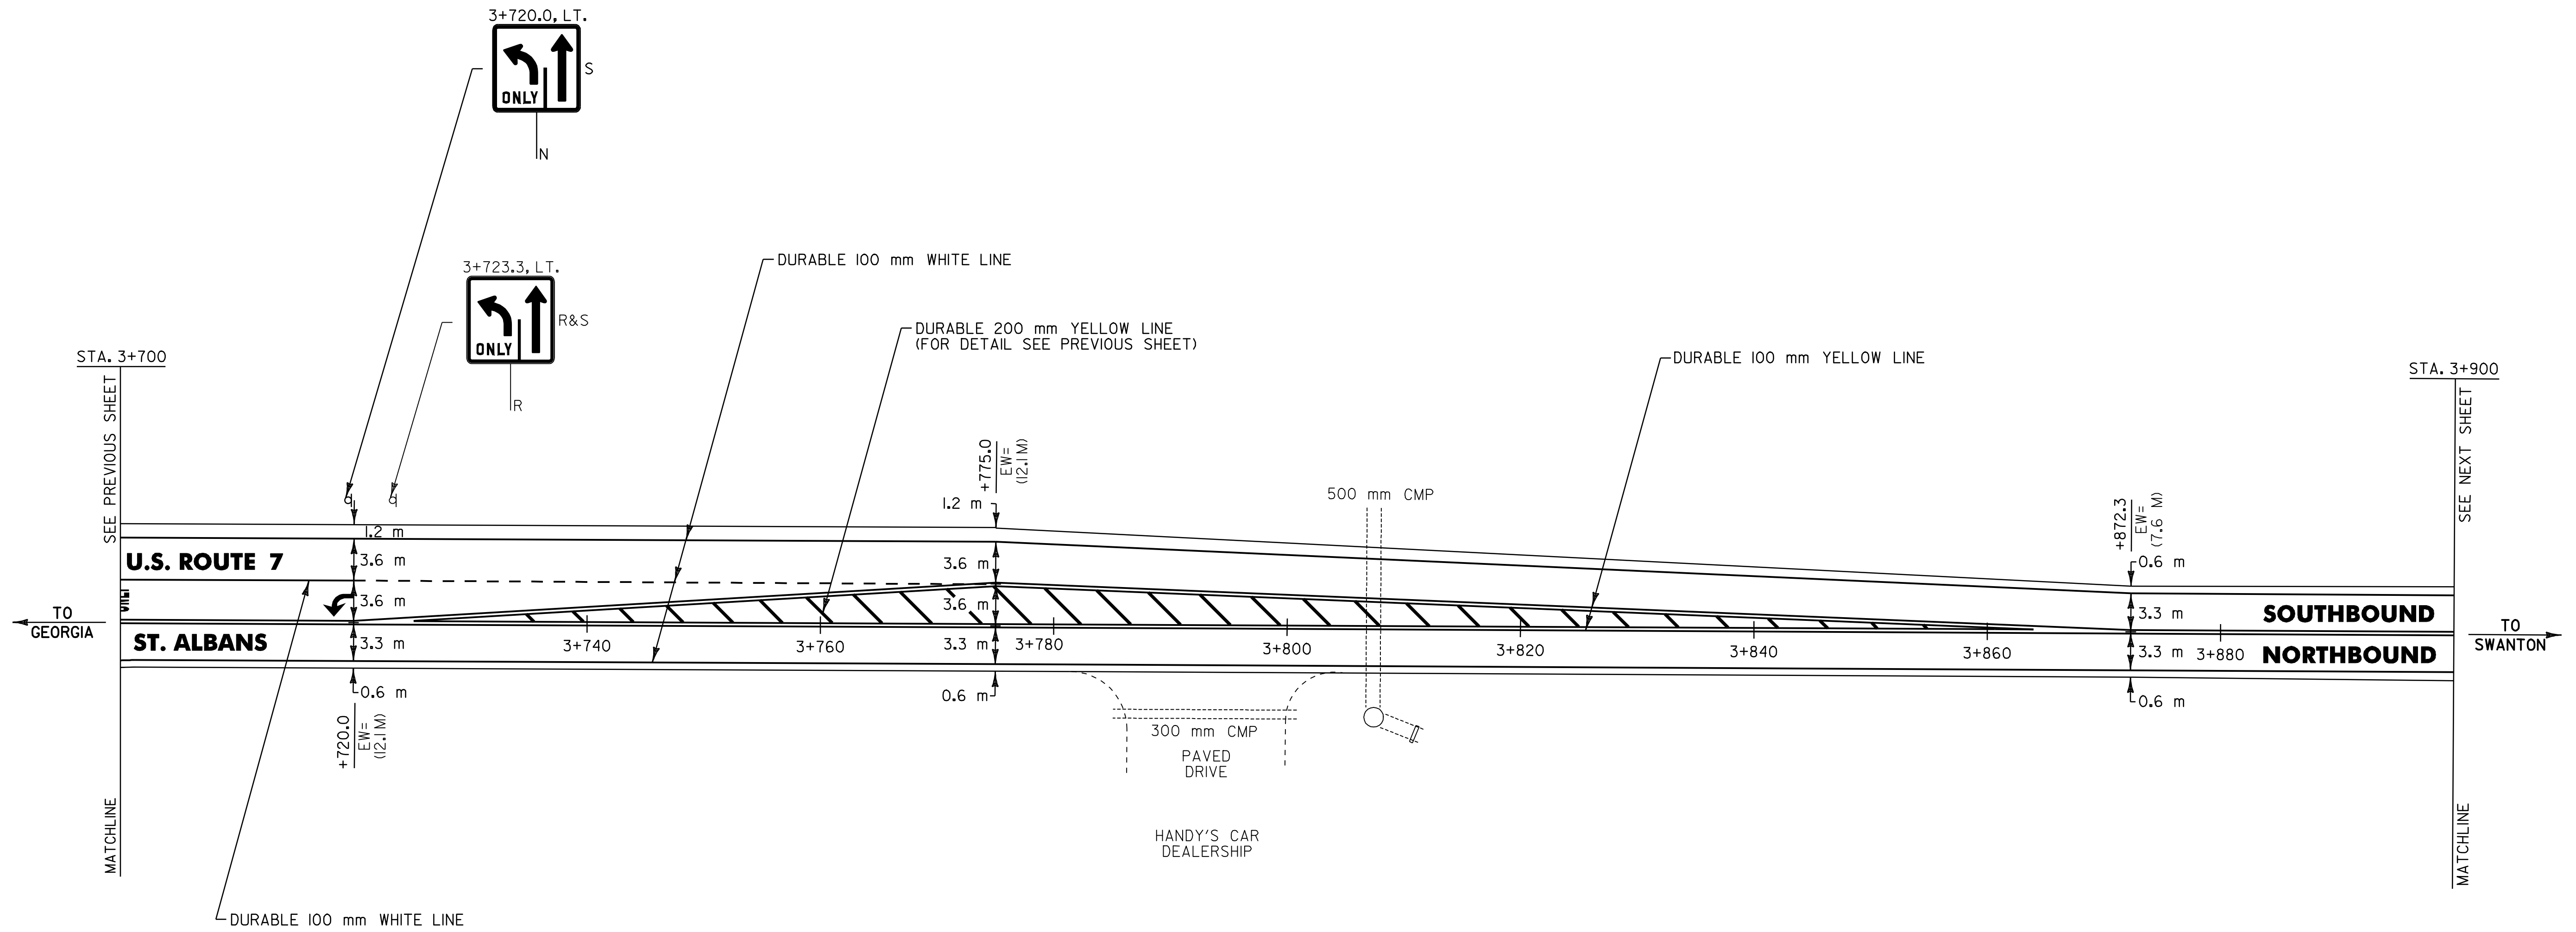 3+720.0, LT.
ONLY
S
N
3+723.3, LT.
ONLY
R&S
R
DURABLE 100 mm WHITE LINE
DURABLE 200 mm YELLOW LINE
(FOR DETAIL SEE PREVIOUS SHEET)
DURABLE 100 mm YELLOW LINE
STA. 3+700
SEE PREVIOUS SHEET
MATCHLINE
STA. 3+900
SEE NEXT SHEET
MATCHLINE
+775.0
EW=
(12.1M)
1.2 m
500 mm CMP
+872.3
EW=
(7.6 M)
0.6 m
1.2 m
U.S. ROUTE 7
3.6 m
3.6 m
ONLY
3.6 m
3.6 m
TO
GEORGIA
ST. ALBANS
3.3 m
3+740
3+760
3.3 m
3+780
3+800
3+820
3+840
3+860
3.3 m
3.3 m
3+880
SOUTHBOUND
NORTHBOUND
TO
SWANTON
0.6 m
0.6 m
0.6 m
+720.0
EW=
(12.1M)
300 mm CMP
PAVED
DRIVE
HANDY'S CAR
DEALERSHIP
DURABLE 100 mm WHITE LINE